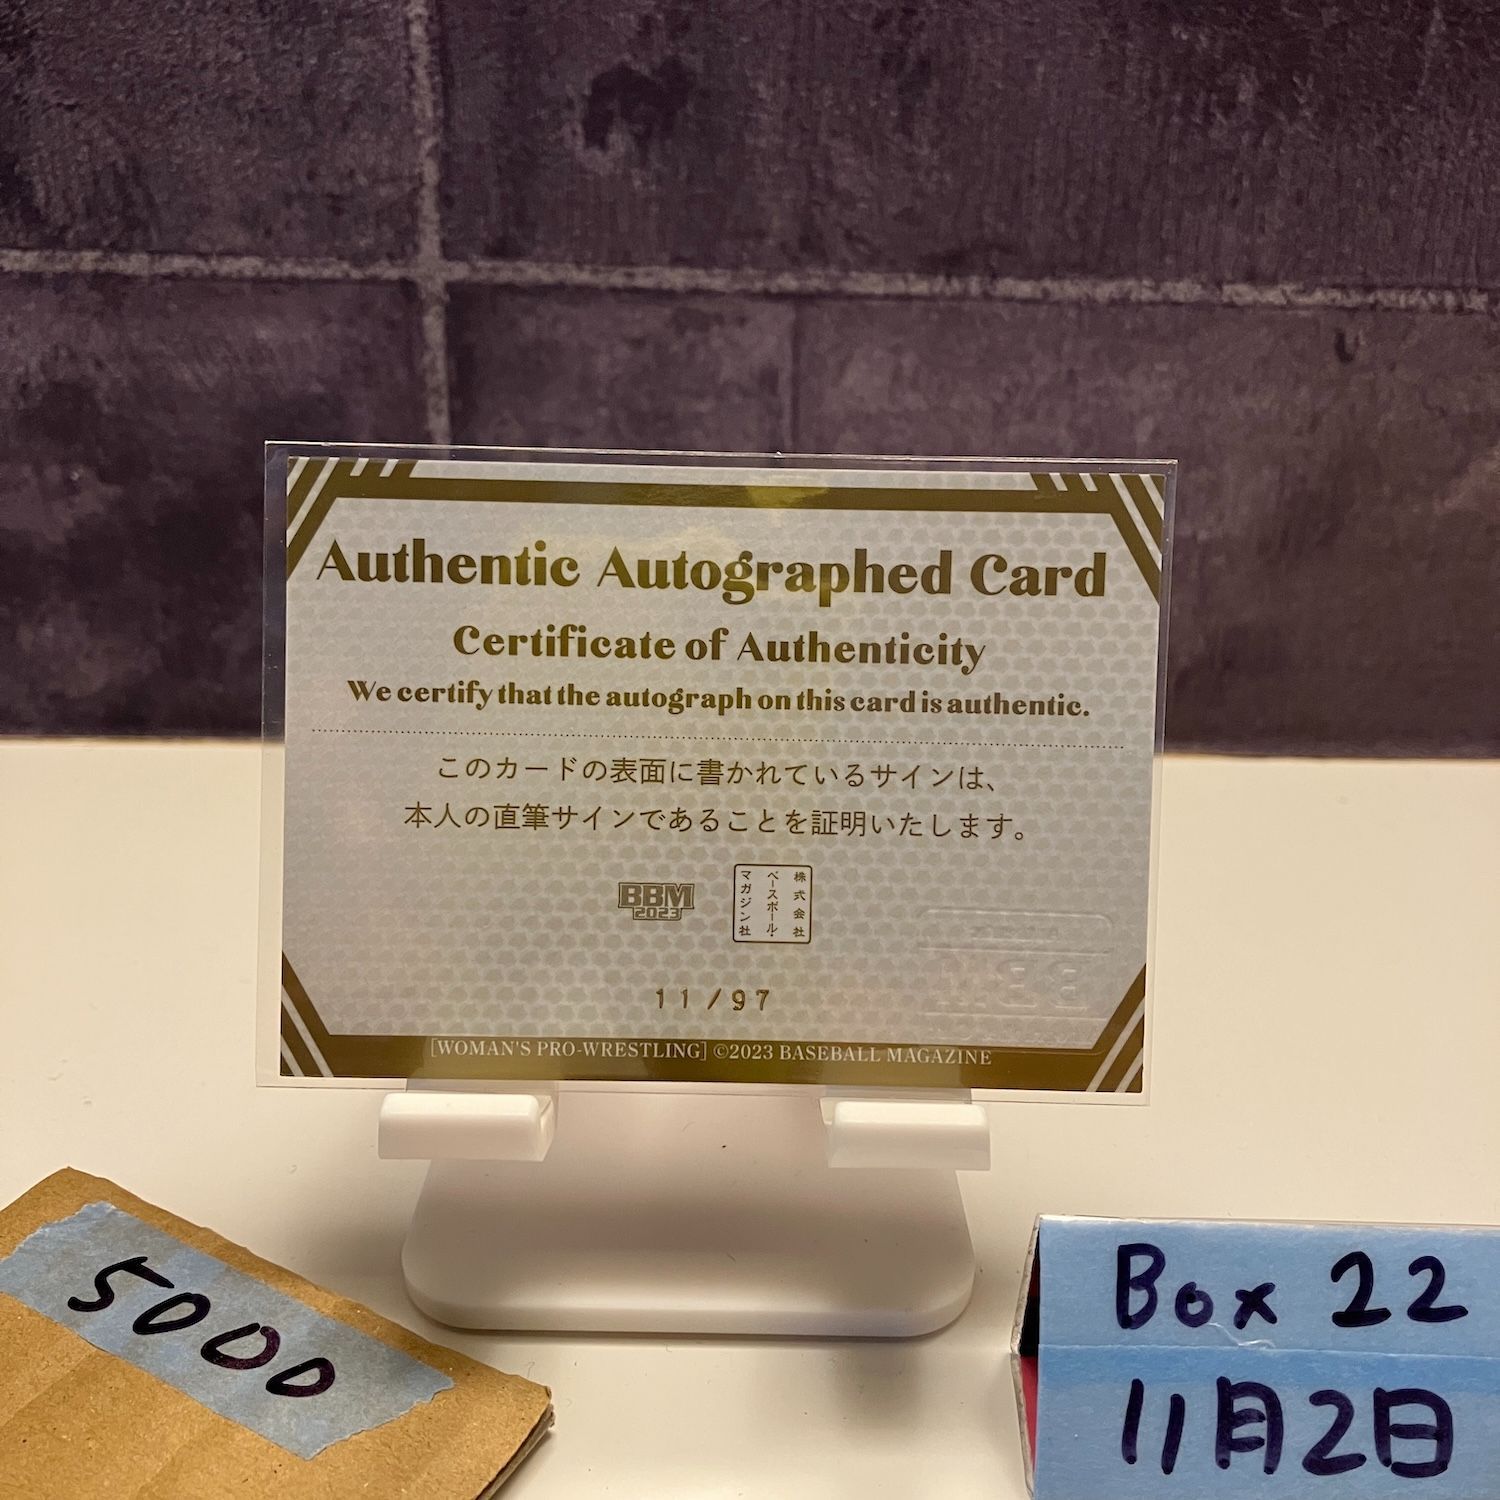 Authentic Autographed Card
Certificate of Authenticity
We certify that the autograph on this card is authentic.
このカードの表面に書かれているサインは、
本人の直筆サインであることを証明いたします。
BBM
2023
株式会社
ベースボール・
マガジン社
11/97
[WOMAN'S PRO-WRESTLING] ©2023 BASEBALL MAGAZINE
5000
Box 22
11月2日